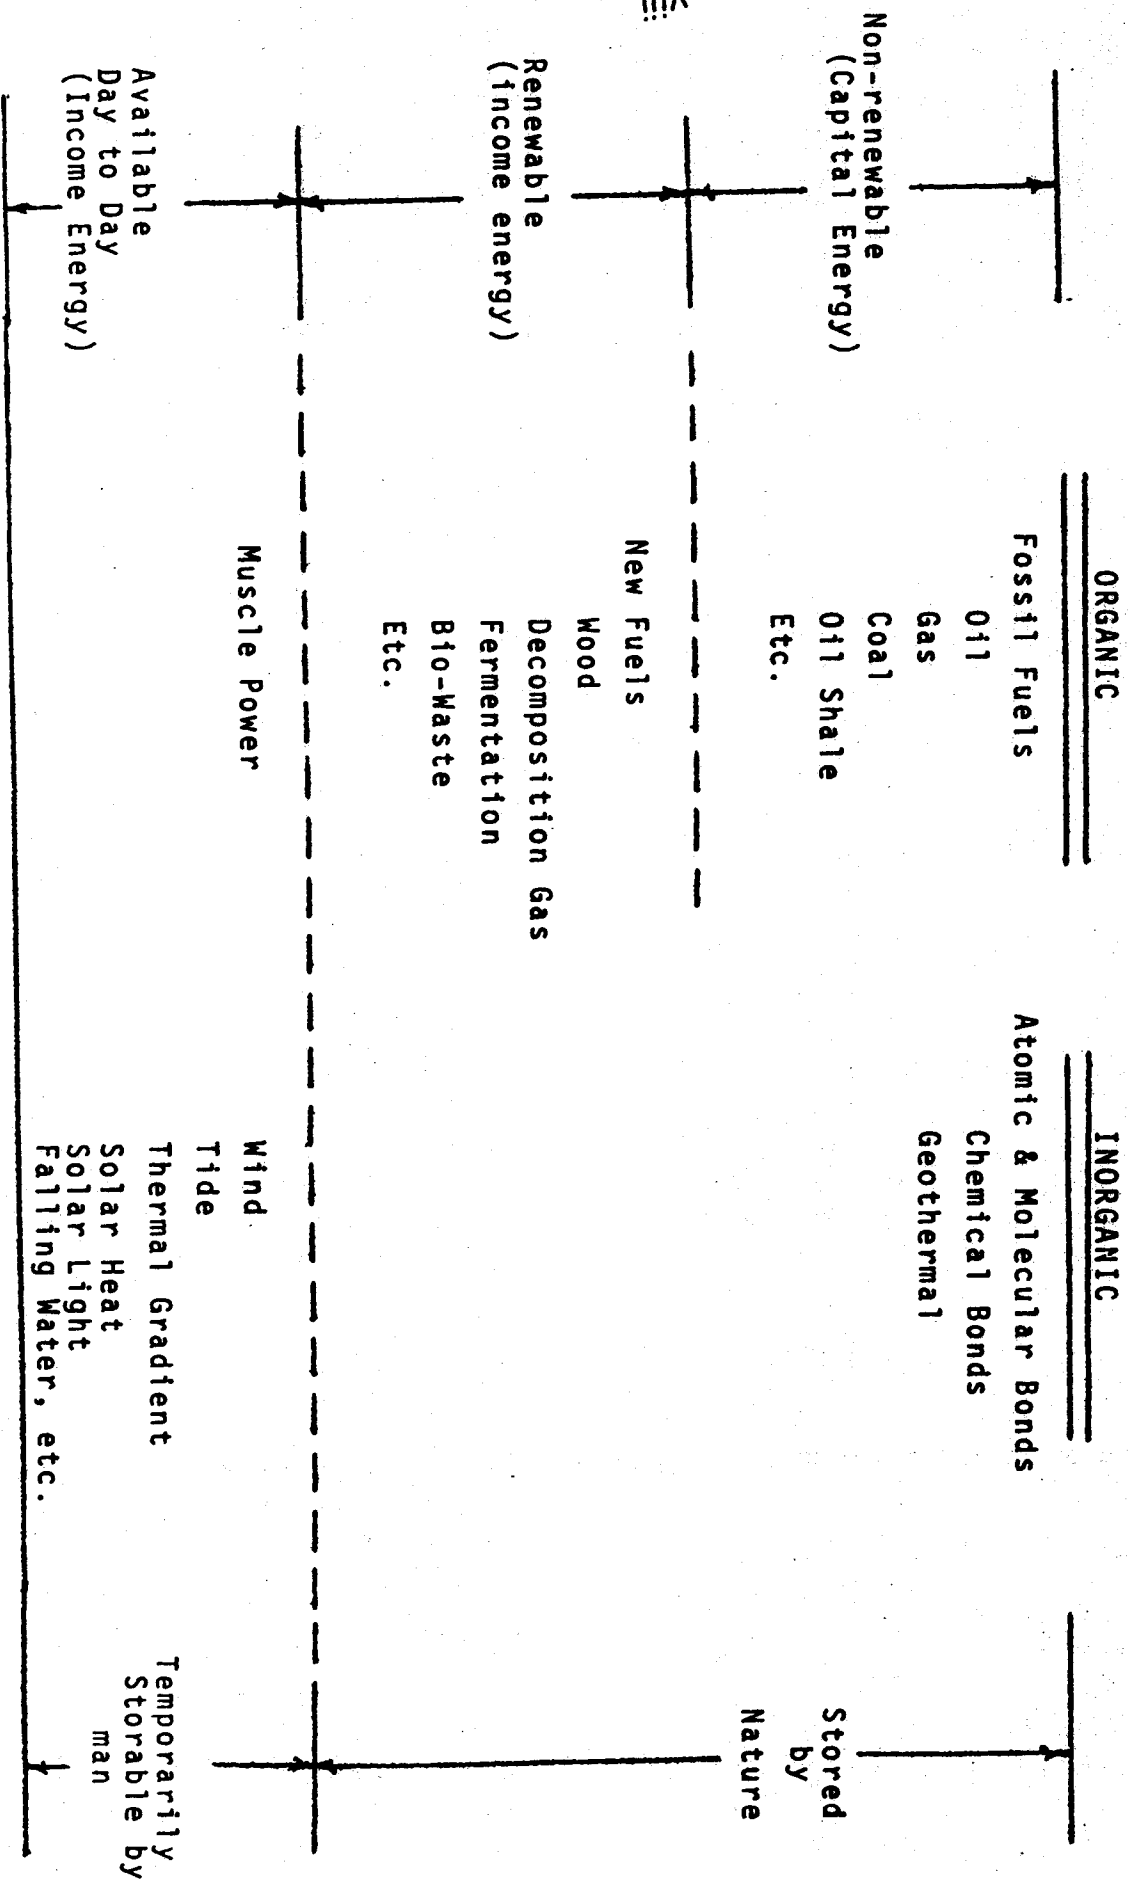 ORGANIC
INORGANIC
Non-renewable
(Capital Energy)
Fossil Fuels
Oil
Gas
Coal
Oil Shale
Etc.
Atomic & Molecular Bonds
Chemical Bonds
Geothermal
Stored
by
Nature
Renewable
(income energy)
New Fuels
Wood
Decomposition Gas
Fermentation
Bio-Waste
Etc.
Available
Day to Day
(Income Energy)
Muscle Power
Wind
Tide
Thermal Gradient
Solar Heat
Solar Light
Falling Water, etc.
Temporarily
Storable by
man